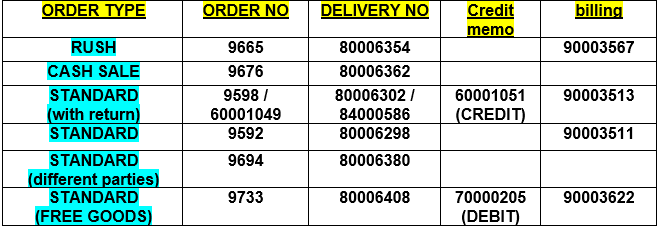 ORDER TYPE ORDER NO DELIVERY NO Credit memo billing
RUSH 9665 80006354 90003567
CASH SALE 9676 80006362
STANDARD 9598 / 80006302 / 60001051 90003513
(with return) 60001049 84000586 (CREDIT)
STANDARD 9592 80006298 90003511
STANDARD 9694 80006380
(different parties)
STANDARD 9733 80006408 70000205 90003622
(FREE GOODS) (DEBIT)